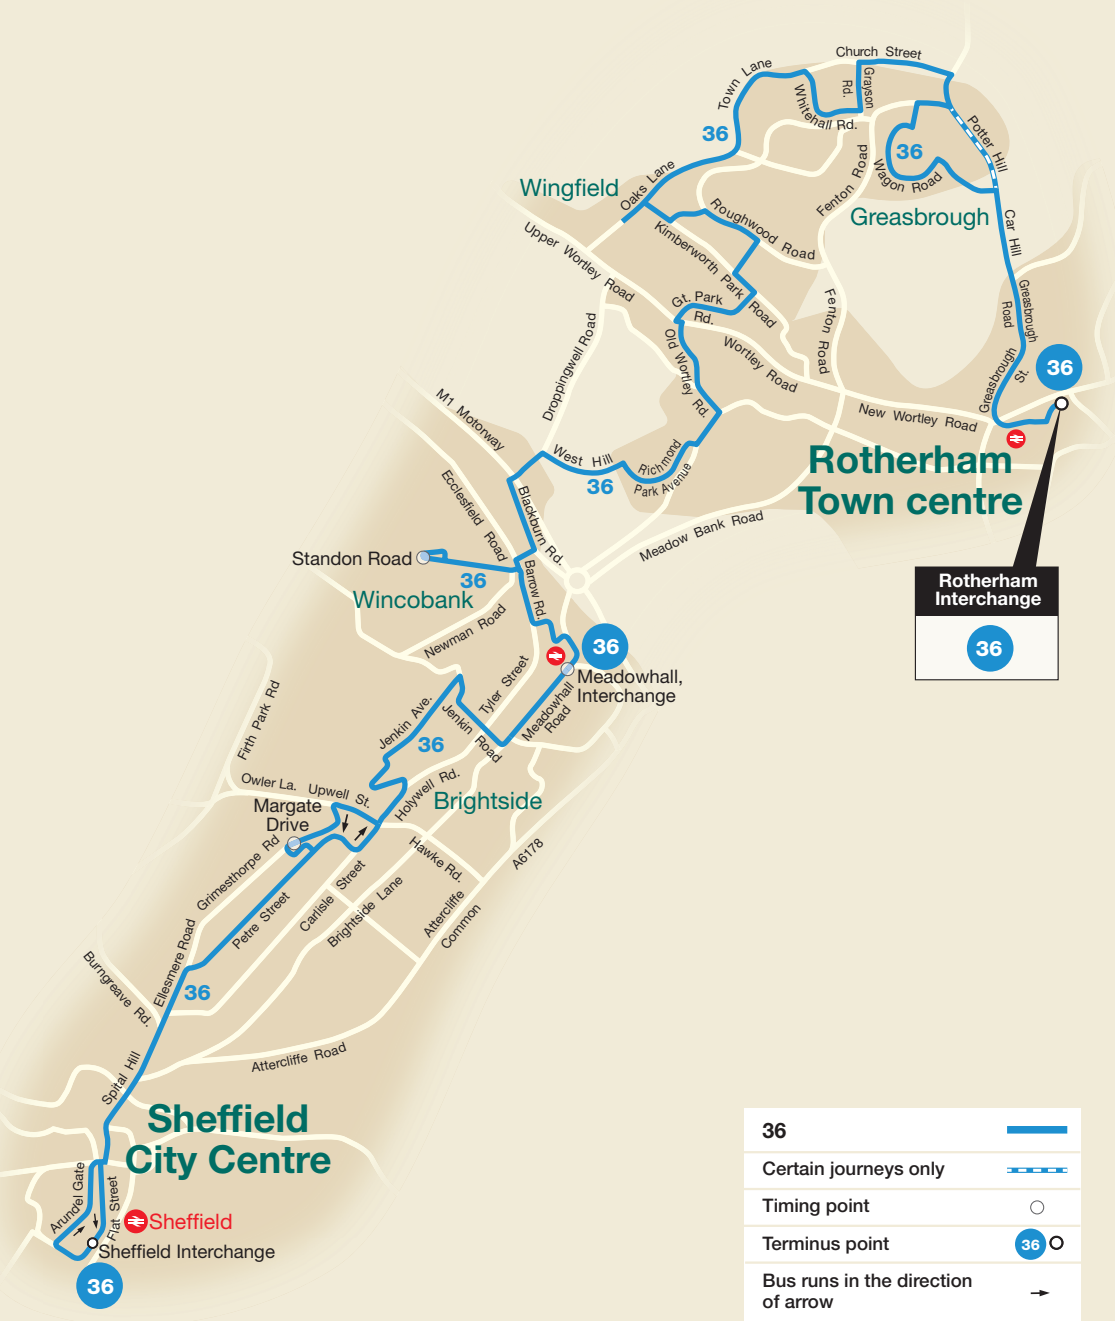 Church Street
Town Lane
Grayson
Rd.
Whitehall Rd.
Potter Hill
36
36
Fenton Road
Wagon Road
Wingfield
Oaks Lane
Greasbrough
Car Hill
Roughwood Road
Upper Wortley Road
Kimberworth Park Road
Greasbrough
Road
Gt. Park
Rd.
Fenton Road
Droppingwell Road
Old Wortley Rd.
Wortley Road
Greasbrough
St.
36
M1 Motorway
New Wortley Road
West Hill
Richmond
Park Avenue
36
Rotherham
Town centre
Ecclesfield Road
Blackburn Rd.
Meadow Bank Road
Standon Road
36
Wincobank
Barrow Rd.
Rotherham
Interchange
36
Newman Road
36
Meadowhall,
Interchange
Tyler Street
Meadowhall
Road
Firth Park Rd
Jenkin Ave.
Jenkin Road
36
Owler La.
Upwell St.
Holywell Rd.
Brightside
Margate
Drive
Grimesthorpe Rd
Hawke Rd.
A6178
Petre Street
Carlisle Street
Brightside Lane
Attercliffe
Common
Ellesmere Road
Burngreave Rd.
36
Spital Hill
Attercliffe Road
Sheffield
City Centre
Arundel Gate
Flat Street
Sheffield
Sheffield Interchange
36
36
Certain journeys only
Timing point
Terminus point
36
Bus runs in the direction
of arrow